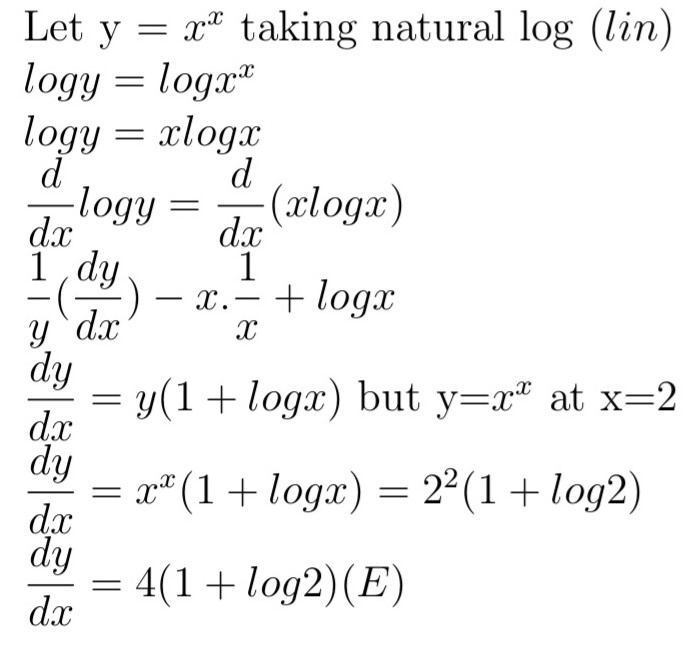 Let y = x^x taking natural log (lin)
logy = logx^x
logy = xlogx
\frac{d}{dx}logy = \frac{d}{dx}(xlogx)
\frac{1}{y}(\frac{dy}{dx}) − x.\frac{1}{x} + logx
\frac{dy}{dx} = y(1 + logx) but y=x^x at x=2
\frac{dy}{dx} = x^x(1 + logx) = 2^2(1 + log2)
\frac{dy}{dx} = 4(1 + log2)(E)